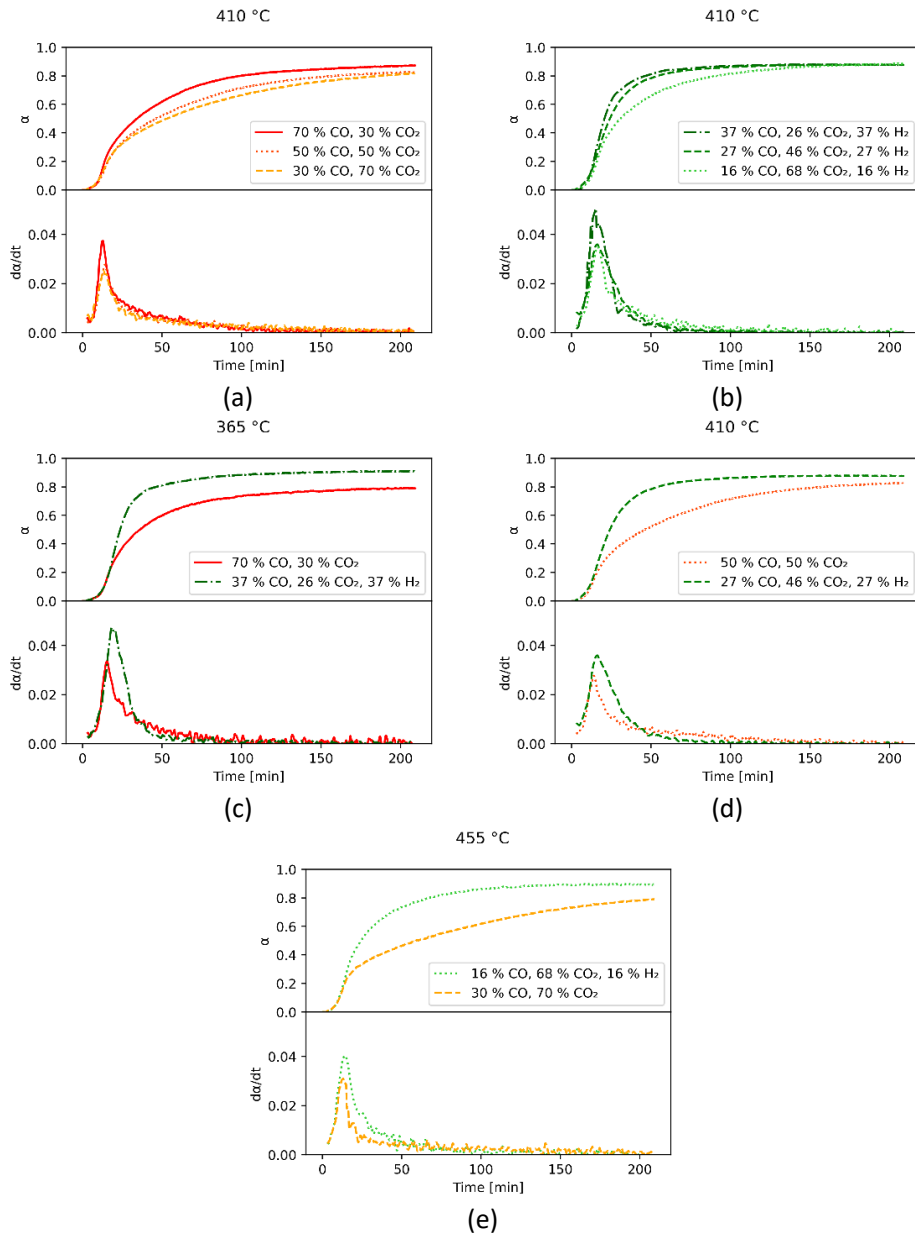 410 °C
410 °C
1.0
0.8
0.6
0.4
0.2
0.0
α
70 % CO, 30 % CO₂
50 % CO, 50 % CO₂
30 % CO, 70 % CO₂
0.04
0.02
0.00
dα/dt
0
50
100
150
200
Time [min]
(a)
1.0
0.8
0.6
0.4
0.2
0.0
α
37 % CO, 26 % CO₂, 37 % H₂
27 % CO, 46 % CO₂, 27 % H₂
16 % CO, 68 % CO₂, 16 % H₂
0.04
0.02
0.00
dα/dt
0
50
100
150
200
Time [min]
(b)
365 °C
1.0
0.8
0.6
0.4
0.2
0.0
α
70 % CO, 30 % CO₂
37 % CO, 26 % CO₂, 37 % H₂
0.04
0.02
0.00
dα/dt
0
50
100
150
200
Time [min]
(c)
410 °C
1.0
0.8
0.6
0.4
0.2
0.0
α
50 % CO, 50 % CO₂
27 % CO, 46 % CO₂, 27 % H₂
0.04
0.02
0.00
dα/dt
0
50
100
150
200
Time [min]
(d)
455 °C
1.0
0.8
0.6
0.4
0.2
0.0
α
16 % CO, 68 % CO₂, 16 % H₂
30 % CO, 70 % CO₂
0.04
0.02
0.00
dα/dt
0
50
100
150
200
Time [min]
(e)